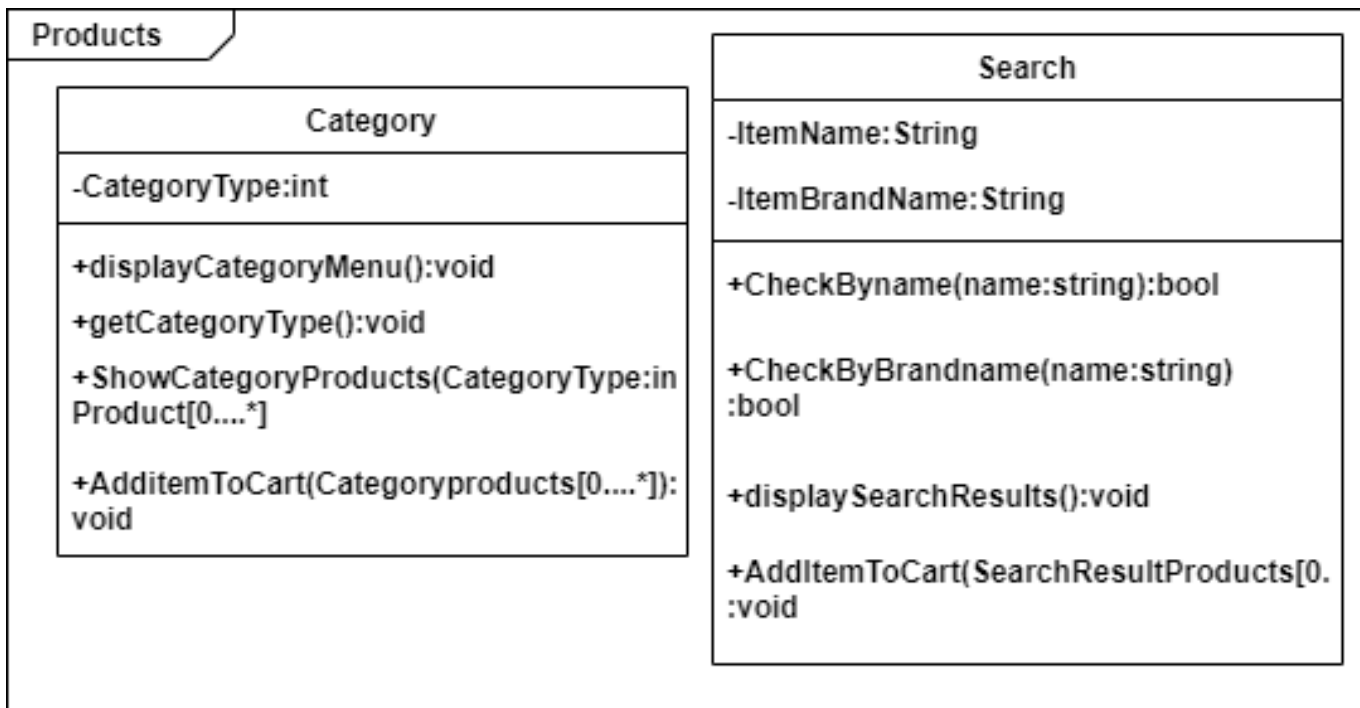 Products
Category
-CategoryType:int
+displayCategoryMenu():void
+getCategoryType():void
+ShowCategoryProducts(CategoryType:in
Product[0....*]
+AdditemToCart(Categoryproducts[0....*]):
void
Search
-ItemName:String
-ItemBrandName:String
+CheckByname(name:string):bool
+CheckByBrandname(name:string)
:bool
+displaySearchResults():void
+AddItemToCart(SearchResultProducts[0.
:void